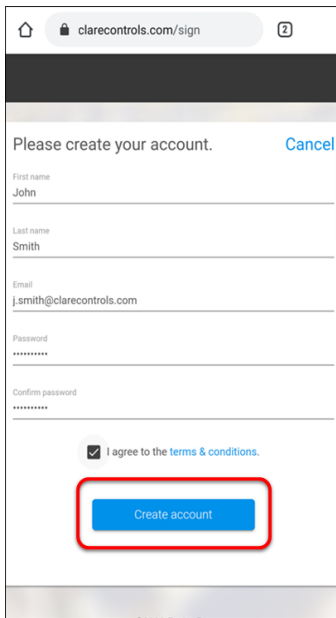 clarecontrols.com/sign
2
Please create your account.
Cancel
First name
John
Last name
Smith
Email
j.smith@clarecontrols.com
Password
••••••••••
Confirm password
••••••••••
I agree to the terms & conditions.
Create account